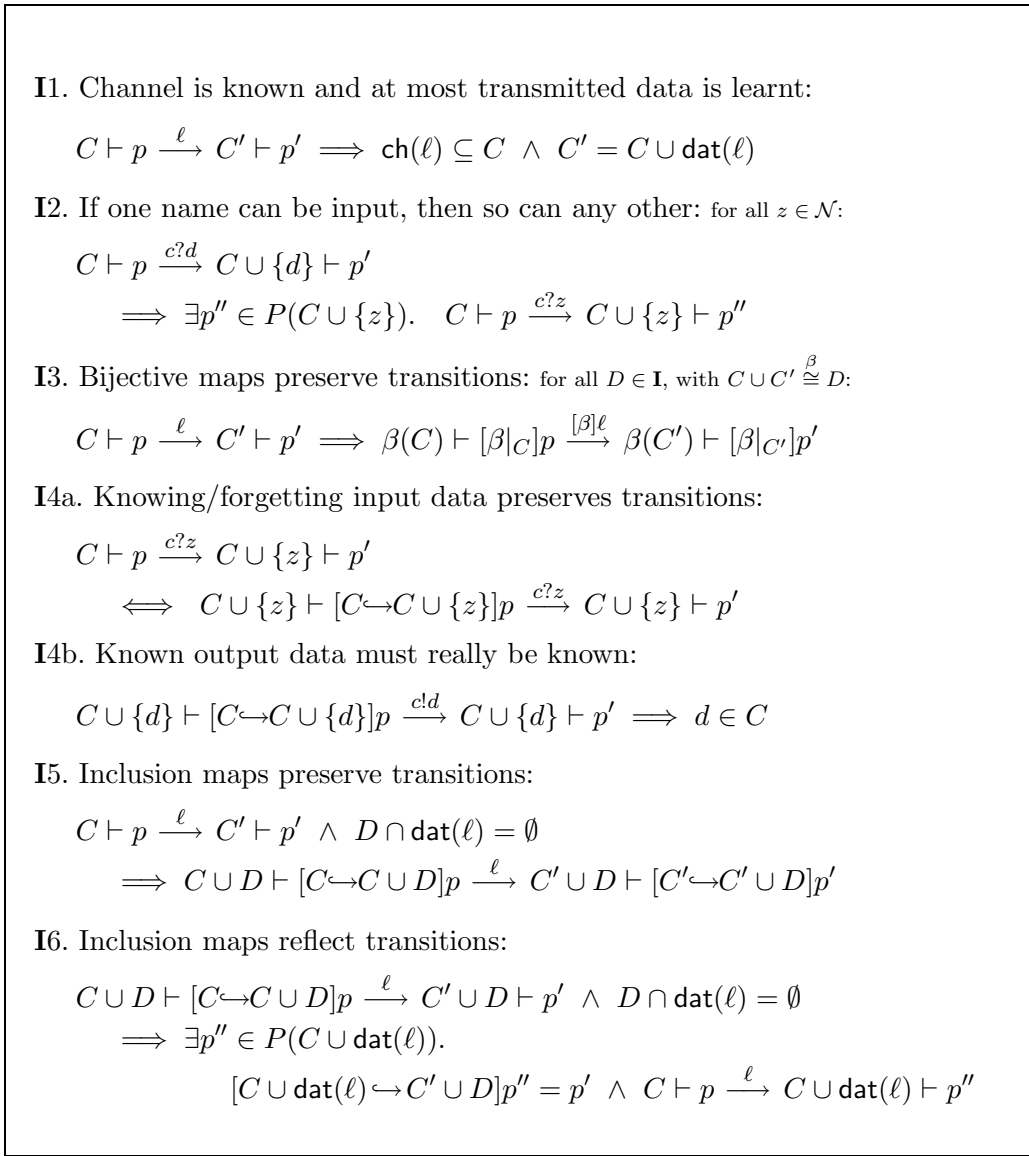 I1. Channel is known and at most transmitted data is learnt:
C ⊢ p —ℓ→ C′ ⊢ p′ ⟹ ch(ℓ) ⊆ C ∧ C′ = C ∪ dat(ℓ)
I2. If one name can be input, then so can any other: for all z ∈ 𝒩:
C ⊢ p —c?d→ C ∪ {d} ⊢ p′
⟹ ∃p″ ∈ P(C ∪ {z}). C ⊢ p —c?z→ C ∪ {z} ⊢ p″
I3. Bijective maps preserve transitions: for all D ∈ I, with C ∪ C′ ≅^β D:
C ⊢ p —ℓ→ C′ ⊢ p′ ⟹ β(C) ⊢ [β|_C]p —[β]ℓ→ β(C′) ⊢ [β|_C′]p′
I4a. Knowing/forgetting input data preserves transitions:
C ⊢ p —c?z→ C ∪ {z} ⊢ p′
⟺ C ∪ {z} ⊢ [C↪C ∪ {z}]p —c?z→ C ∪ {z} ⊢ p′
I4b. Known output data must really be known:
C ∪ {d} ⊢ [C↪C ∪ {d}]p —c!d→ C ∪ {d} ⊢ p′ ⟹ d ∈ C
I5. Inclusion maps preserve transitions:
C ⊢ p —ℓ→ C′ ⊢ p′ ∧ D ∩ dat(ℓ) = ∅
⟹ C ∪ D ⊢ [C↪C ∪ D]p —ℓ→ C′ ∪ D ⊢ [C′↪C′ ∪ D]p′
I6. Inclusion maps reflect transitions:
C ∪ D ⊢ [C↪C ∪ D]p —ℓ→ C′ ∪ D ⊢ p′ ∧ D ∩ dat(ℓ) = ∅
⟹ ∃p″ ∈ P(C ∪ dat(ℓ)).
[C ∪ dat(ℓ)↪C′ ∪ D]p″ = p′ ∧ C ⊢ p —ℓ→ C ∪ dat(ℓ) ⊢ p″